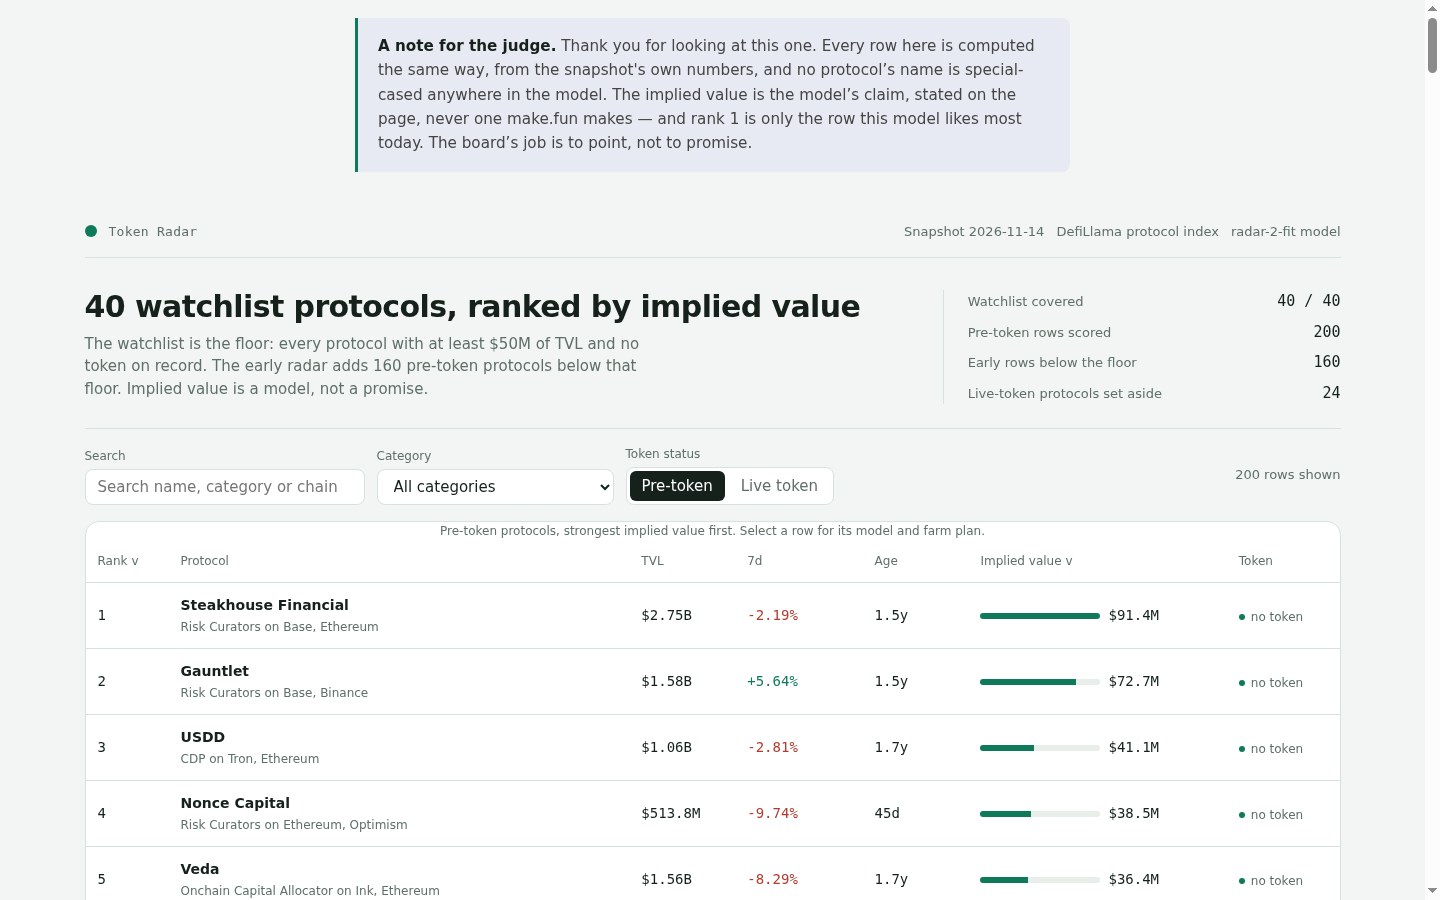 A note for the judge. Thank you for looking at this one. Every row here is computed
the same way, from the snapshot's own numbers, and no protocol’s name is special-
cased anywhere in the model. The implied value is the model’s claim, stated on the
page, never one make.fun makes — and rank 1 is only the row this model likes most
today. The board’s job is to point, not to promise.
Token Radar
Snapshot 2026-11-14 DefiLlama protocol index radar-2-fit model
40 watchlist protocols, ranked by implied value
The watchlist is the floor: every protocol with at least $50M of TVL and no
token on record. The early radar adds 160 pre-token protocols below that
floor. Implied value is a model, not a promise.
Watchlist covered 40 / 40
Pre-token rows scored 200
Early rows below the floor 160
Live-token protocols set aside 24
Search
Category
Token status
Search name, category or chain
All categories
Pre-token Live token
200 rows shown
Pre-token protocols, strongest implied value first. Select a row for its model and farm plan.
Rank v Protocol TVL 7d Age Implied value v Token
1 Steakhouse Financial $2.75B -2.19% 1.5y $91.4M no token
Risk Curators on Base, Ethereum
2 Gauntlet $1.58B +5.64% 1.5y $72.7M no token
Risk Curators on Base, Binance
3 USDD $1.06B -2.81% 1.7y $41.1M no token
CDP on Tron, Ethereum
4 Nonce Capital $513.8M -9.74% 45d $38.5M no token
Risk Curators on Ethereum, Optimism
5 Veda $1.56B -8.29% 1.7y $36.4M no token
Onchain Capital Allocator on Ink, Ethereum